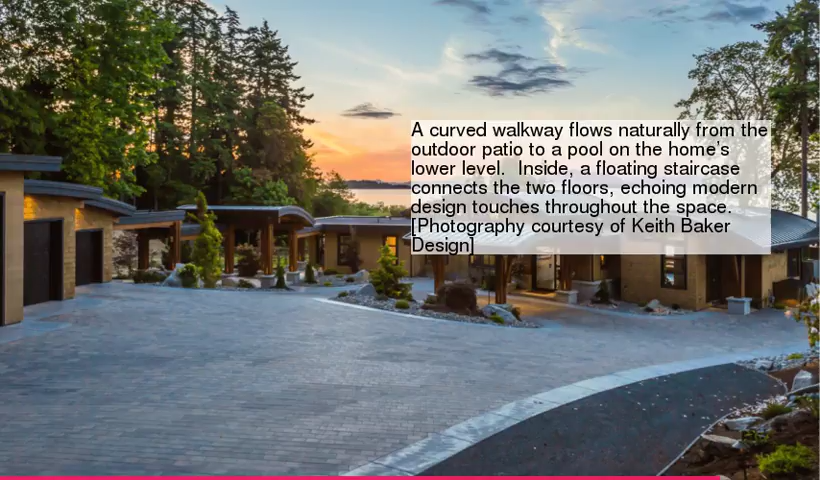 A curved walkway flows naturally from the
outdoor patio to a pool on the home's
lower level.  Inside, a floating staircase
connects the two floors, echoing modern
design touches throughout the space.
[Photography courtesy of Keith Baker
Design]